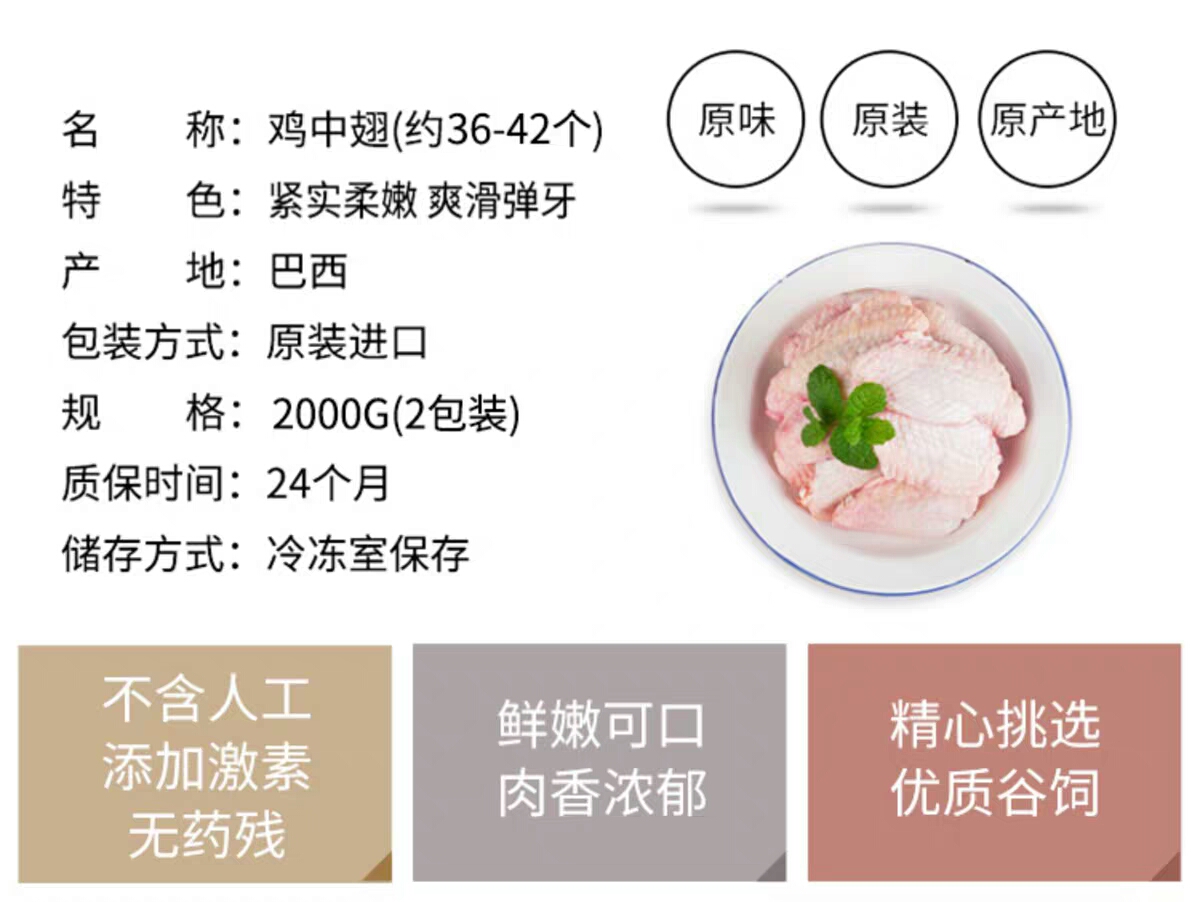 名 称：鸡中翅(约36-42个)
特 色：紧实柔嫩 爽滑弹牙
产 地：巴西
包装方式：原装进口
规 格：2000G(2包装)
质保时间：24个月
储存方式：冷冻室保存
原味
原装
原产地
不含人工
添加激素
无药残
鲜嫩可口
肉香浓郁
精心挑选
优质谷饲